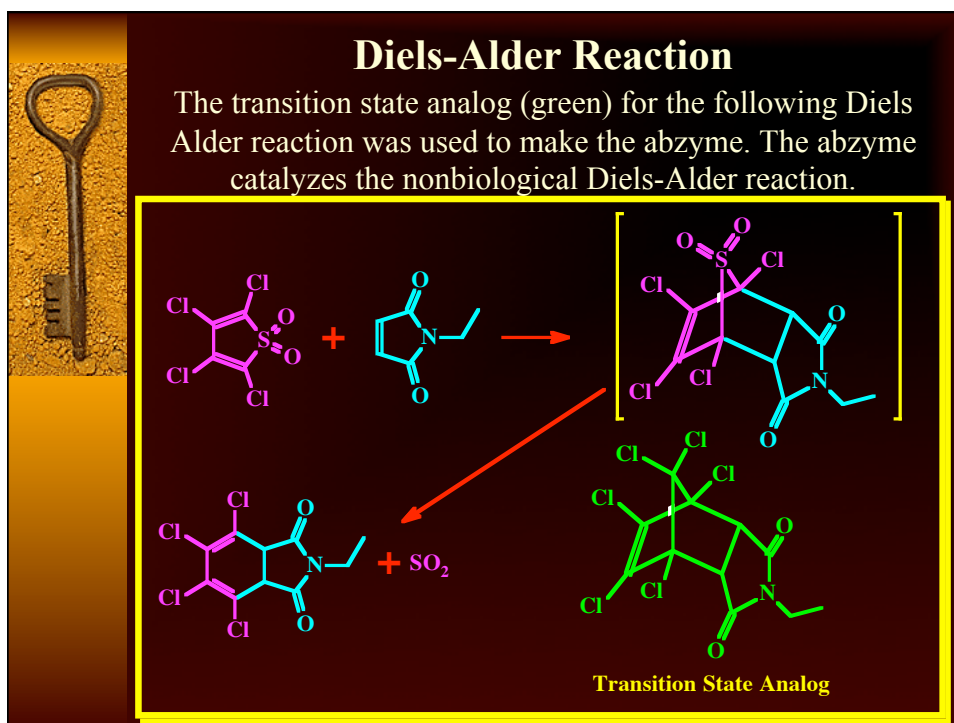 Diels-Alder Reaction
The transition state analog (green) for the following Diels
Alder reaction was used to make the abzyme. The abzyme
catalyzes the nonbiological Diels-Alder reaction.
O
O
S
Cl
Cl
Cl
Cl
O
N
O
Cl
Cl
S
O
O
Cl
Cl
+
O
N
O
Cl
Cl
Cl
Cl
Cl
Cl
O
N
O
Cl
Cl
Cl
Cl
O
N
O
+ SO₂
Transition State Analog